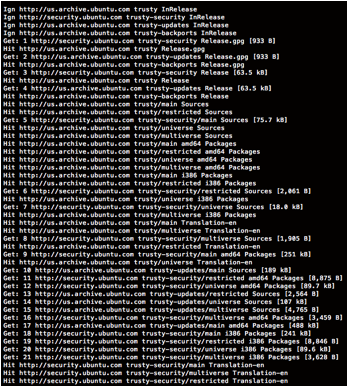 Ign http://us.archive.ubuntu.com trusty InRelease
Ign http://security.ubuntu.com trusty-security InRelease
Ign http://us.archive.ubuntu.com trusty-updates InRelease
Ign http://us.archive.ubuntu.com trusty-backports InRelease
Get: 1 http://security.ubuntu.com trusty-security Release.gpg [933 B]
Hit http://us.archive.ubuntu.com trusty Release.gpg
Get: 2 http://us.archive.ubuntu.com trusty-updates Release.gpg [933 B]
Hit http://us.archive.ubuntu.com trusty-backports Release.gpg
Get: 3 http://security.ubuntu.com trusty-security Release [63.5 kB]
Hit http://us.archive.ubuntu.com trusty Release
Get: 4 http://us.archive.ubuntu.com trusty-updates Release [63.5 kB]
Hit http://us.archive.ubuntu.com trusty-backports Release
Hit http://us.archive.ubuntu.com trusty/main Sources
Hit http://us.archive.ubuntu.com trusty/restricted Sources
Get: 5 http://security.ubuntu.com trusty-security/main Sources [75.7 kB]
Hit http://us.archive.ubuntu.com trusty/universe Sources
Hit http://us.archive.ubuntu.com trusty/multiverse Sources
Hit http://us.archive.ubuntu.com trusty/main amd64 Packages
Hit http://us.archive.ubuntu.com trusty/restricted amd64 Packages
Hit http://us.archive.ubuntu.com trusty/universe amd64 Packages
Hit http://us.archive.ubuntu.com trusty/multiverse amd64 Packages
Hit http://us.archive.ubuntu.com trusty/main i386 Packages
Hit http://us.archive.ubuntu.com trusty/restricted i386 Packages
Get: 6 http://security.ubuntu.com trusty-security/restricted Sources [2,061 B]
Hit http://us.archive.ubuntu.com trusty/universe i386 Packages
Get: 7 http://security.ubuntu.com trusty-security/universe Sources [18.0 kB]
Hit http://us.archive.ubuntu.com trusty/multiverse i386 Packages
Hit http://us.archive.ubuntu.com trusty/main Translation-en
Hit http://us.archive.ubuntu.com trusty/multiverse Translation-en
Get: 8 http://security.ubuntu.com trusty-security/multiverse Sources [1,905 B]
Hit http://us.archive.ubuntu.com trusty/restricted Translation-en
Get: 9 http://security.ubuntu.com trusty-security/main amd64 Packages [251 kB]
Hit http://us.archive.ubuntu.com trusty/universe Translation-en
Get: 10 http://us.archive.ubuntu.com trusty-updates/main Sources [189 kB]
Get: 11 http://security.ubuntu.com trusty-security/restricted amd64 Packages [8,875 B]
Get: 12 http://security.ubuntu.com trusty-security/universe amd64 Packages [89.7 kB]
Get: 13 http://us.archive.ubuntu.com trusty-updates/restricted Sources [2,564 B]
Get: 14 http://us.archive.ubuntu.com trusty-updates/universe Sources [107 kB]
Get: 15 http://us.archive.ubuntu.com trusty-updates/multiverse Sources [4,765 B]
Get: 16 http://security.ubuntu.com trusty-security/multiverse amd64 Packages [3,459 B]
Get: 17 http://us.archive.ubuntu.com trusty-updates/main amd64 Packages [488 kB]
Get: 18 http://security.ubuntu.com trusty-security/main i386 Packages [241 kB]
Get: 19 http://security.ubuntu.com trusty-security/restricted i386 Packages [8,846 B]
Get: 20 http://security.ubuntu.com trusty-security/universe i386 Packages [89.6 kB]
Get: 21 http://security.ubuntu.com trusty-security/multiverse i386 Packages [3,628 B]
Hit http://security.ubuntu.com trusty-security/main Translation-en
Hit http://security.ubuntu.com trusty-security/multiverse Translation-en
Hit http://security.ubuntu.com trusty-security/restricted Translation-en